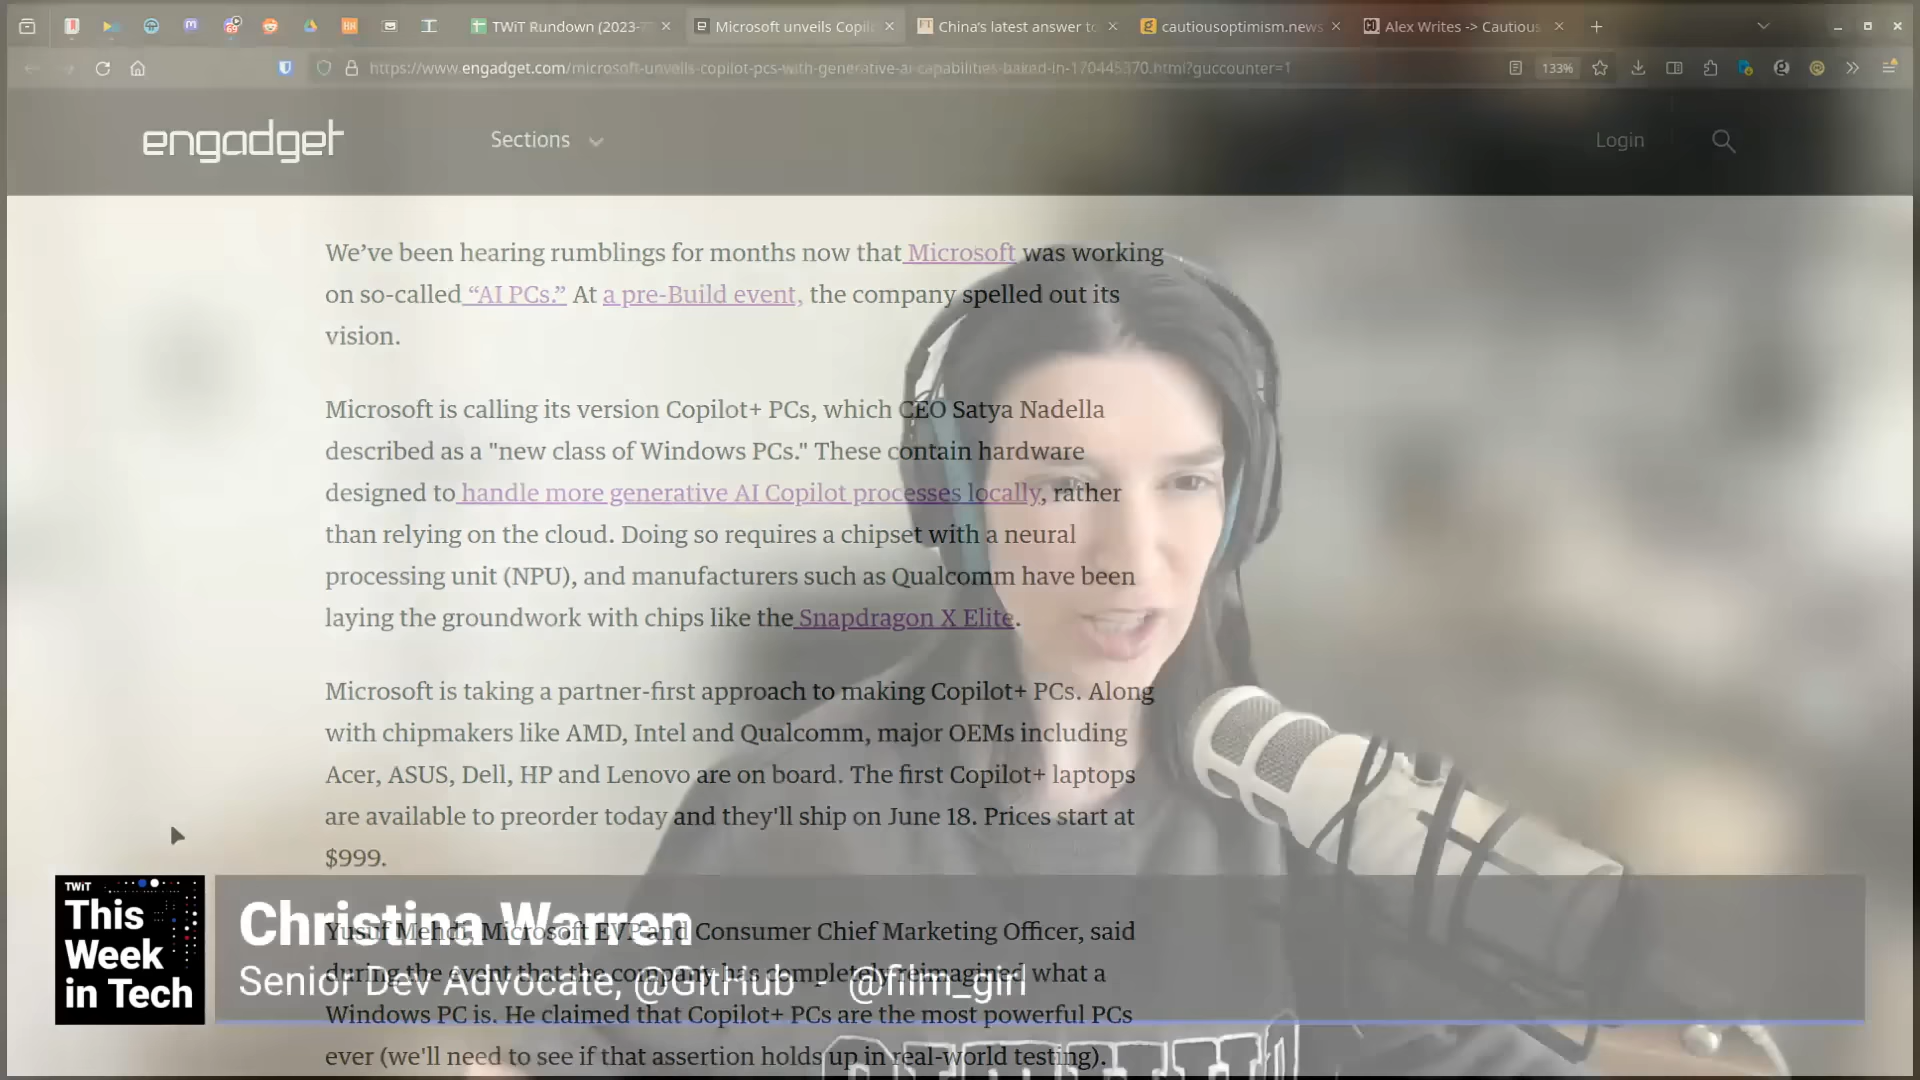 TWiT Rundown (2023-
Microsoft unveils Copil
China's latest answer to
cautiousoptimism.news
Alex Writes -> Cautious
https://www.engadget.com/microsoft-unveils-copilot-pcs-with-generative-ai-capabilities-baked-in-170445370.html?guccounter=1
133%
engadget
Sections
Login
We've been hearing rumblings for months now that Microsoft was working
on so-called “AI PCs.” At a pre-Build event, the company spelled out its
vision.
Microsoft is calling its version Copilot+ PCs, which CEO Satya Nadella
described as a "new class of Windows PCs." These contain hardware
designed to handle more generative AI Copilot processes locally, rather
than relying on the cloud. Doing so requires a chipset with a neural
processing unit (NPU), and manufacturers such as Qualcomm have been
laying the groundwork with chips like the Snapdragon X Elite.
Microsoft is taking a partner-first approach to making Copilot+ PCs. Along
with chipmakers like AMD, Intel and Qualcomm, major OEMs including
Acer, ASUS, Dell, HP and Lenovo are on board. The first Copilot+ laptops
are available to preorder today and they'll ship on June 18. Prices start at
$999.
Yusuf Mehdi, Microsoft EVP and Consumer Chief Marketing Officer, said
during the event that the company has completely reimagined what a
Windows PC is. He claimed that Copilot+ PCs are the most powerful PCs
ever (we'll need to see if that assertion holds up in real-world testing).
TWiT
This
Week
in Tech
Christina Warren
Senior Dev Advocate, @GitHub @film_girl